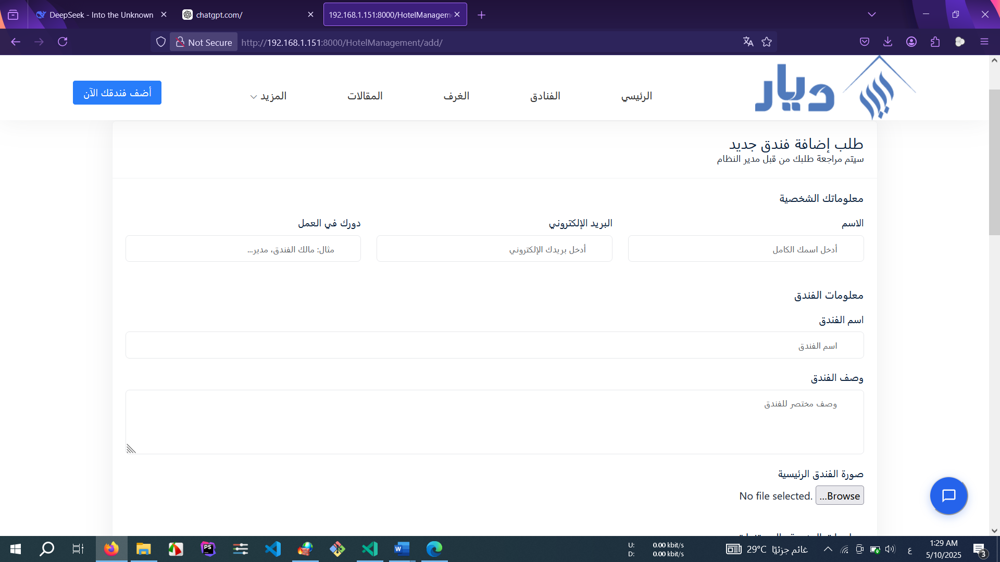 DeepSeek - Into the Unknown
chatgpt.com/
192.168.1.151:8000/HotelManagem
Not Secure
http://192.168.1.151:8000/HotelManagement/add/
ديار
الرئيسي
الفنادق
الغرف
المقالات
المزيد
أضف فندقك الآن
طلب إضافة فندق جديد
سيتم مراجعة طلبك من قبل مدير النظام
معلوماتك الشخصية
الاسم
البريد الإلكتروني
دورك في العمل
أدخل اسمك الكامل
أدخل بريدك الإلكتروني
مثال: مالك الفندق، مدير...
معلومات الفندق
اسم الفندق
اسم الفندق
وصف الفندق
وصف مختصر للفندق
صورة الفندق الرئيسية
Browse...
No file selected.
PS
W
U: 0.00 kbit/s
D: 0.00 kbit/s
29°C غائم جزئيًا
ع
1:29 AM
5/10/2025
3